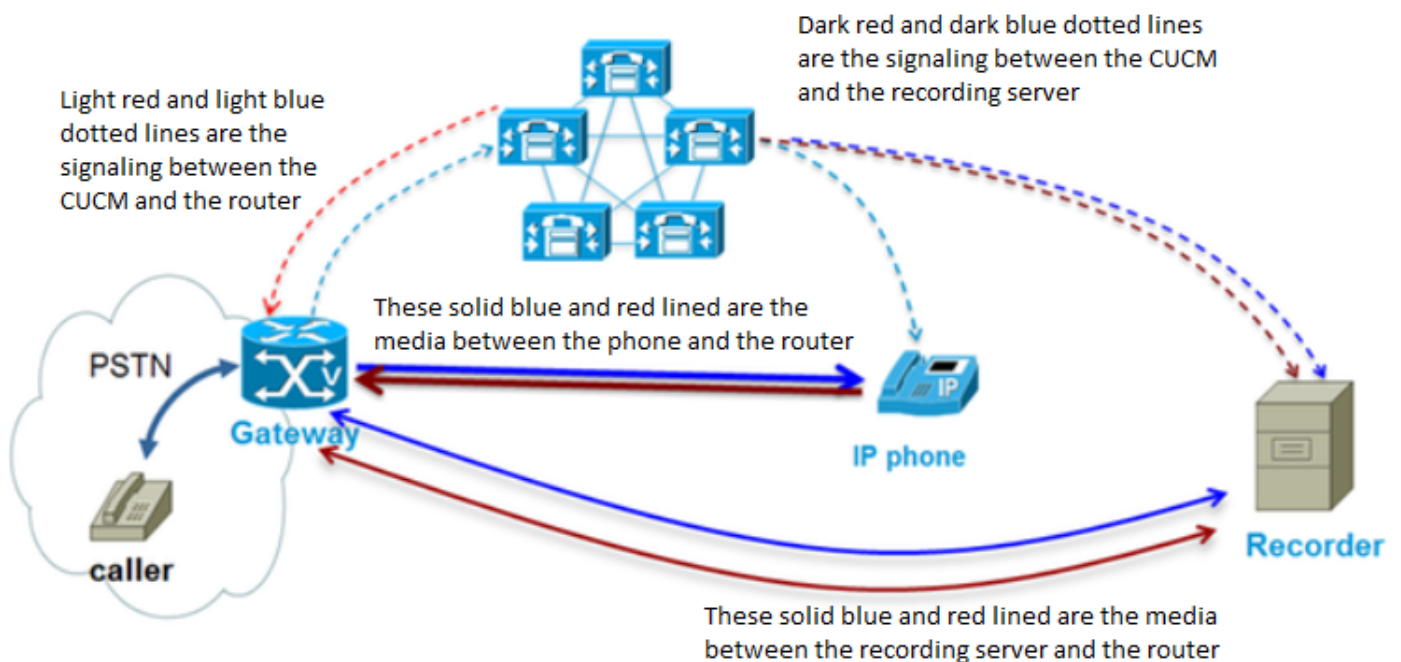 Dark red and dark blue dotted lines
are the signaling between the CUCM
and the recording server
Light red and light blue
dotted lines are the
signaling between the
CUCM and the router
These solid blue and red lined are the
media between the phone and the router
PSTN
V
IP
Gateway
IP phone
caller
Recorder
These solid blue and red lined are the media
between the recording server and the router